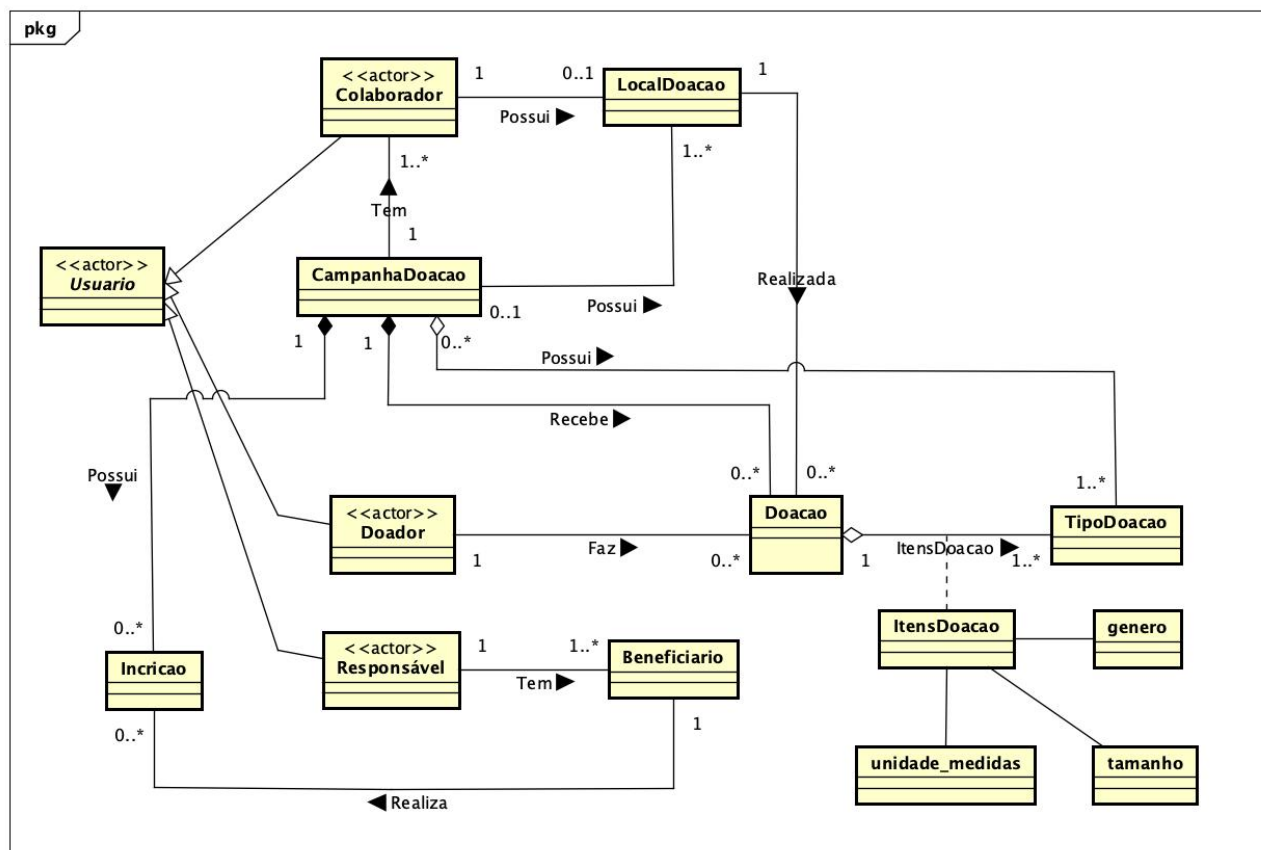 pkg
<<actor>>
Colaborador
1
0..1
Possui
LocalDoacao
1
1..*
Tem
1
1..*
<<actor>>
Usuario
CampanhaDoacao
0..1
Possui
Realizada
1
1
0..*
Possui
Recebe
Possui
0..*
0..*
1..*
<<actor>>
Doador
1
Faz
0..*
Doacao
1
ItensDoacao
1..*
TipoDoacao
0..*
Incricao
0..*
<<actor>>
Responsável
1
Tem
1..*
Beneficiario
1
Realiza
ItensDoacao
genero
unidade_medidas
tamanho